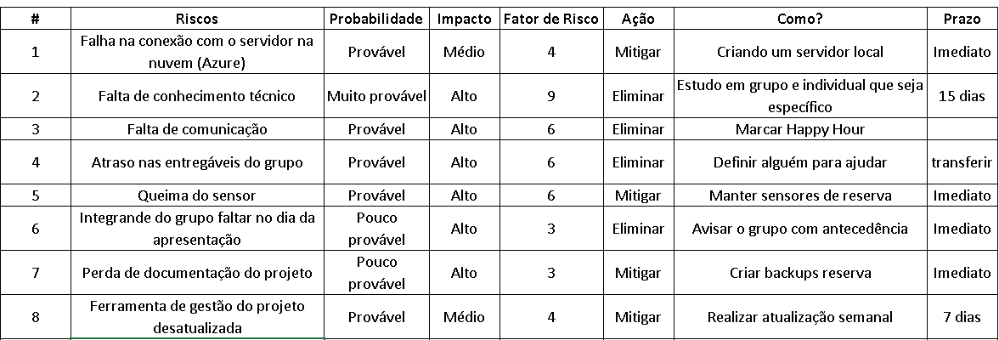 # Riscos Probabilidade Impacto Fator de Risco Ação Como? Prazo
1 Falha na conexão com o servidor na nuvem (Azure) Provável Médio 4 Mitigar Criando um servidor local Imediato
2 Falta de conhecimento técnico Muito provável Alto 9 Eliminar Estudo em grupo e individual que seja específico 15 dias
3 Falta de comunicação Provável Alto 6 Eliminar Marcar Happy Hour
4 Atraso nas entregáveis do grupo Provável Alto 6 Eliminar Definir alguém para ajudar transferir
5 Queima do sensor Provável Alto 6 Mitigar Manter sensores de reserva Imediato
6 Integrande do grupo faltar no dia da apresentação Pouco provável Alto 3 Eliminar Avisar o grupo com antecedência Imediato
7 Perda de documentação do projeto Pouco provável Alto 3 Mitigar Criar backups reserva Imediato
8 Ferramenta de gestão do projeto desatualizada Provável Médio 4 Mitigar Realizar atualização semanal 7 dias